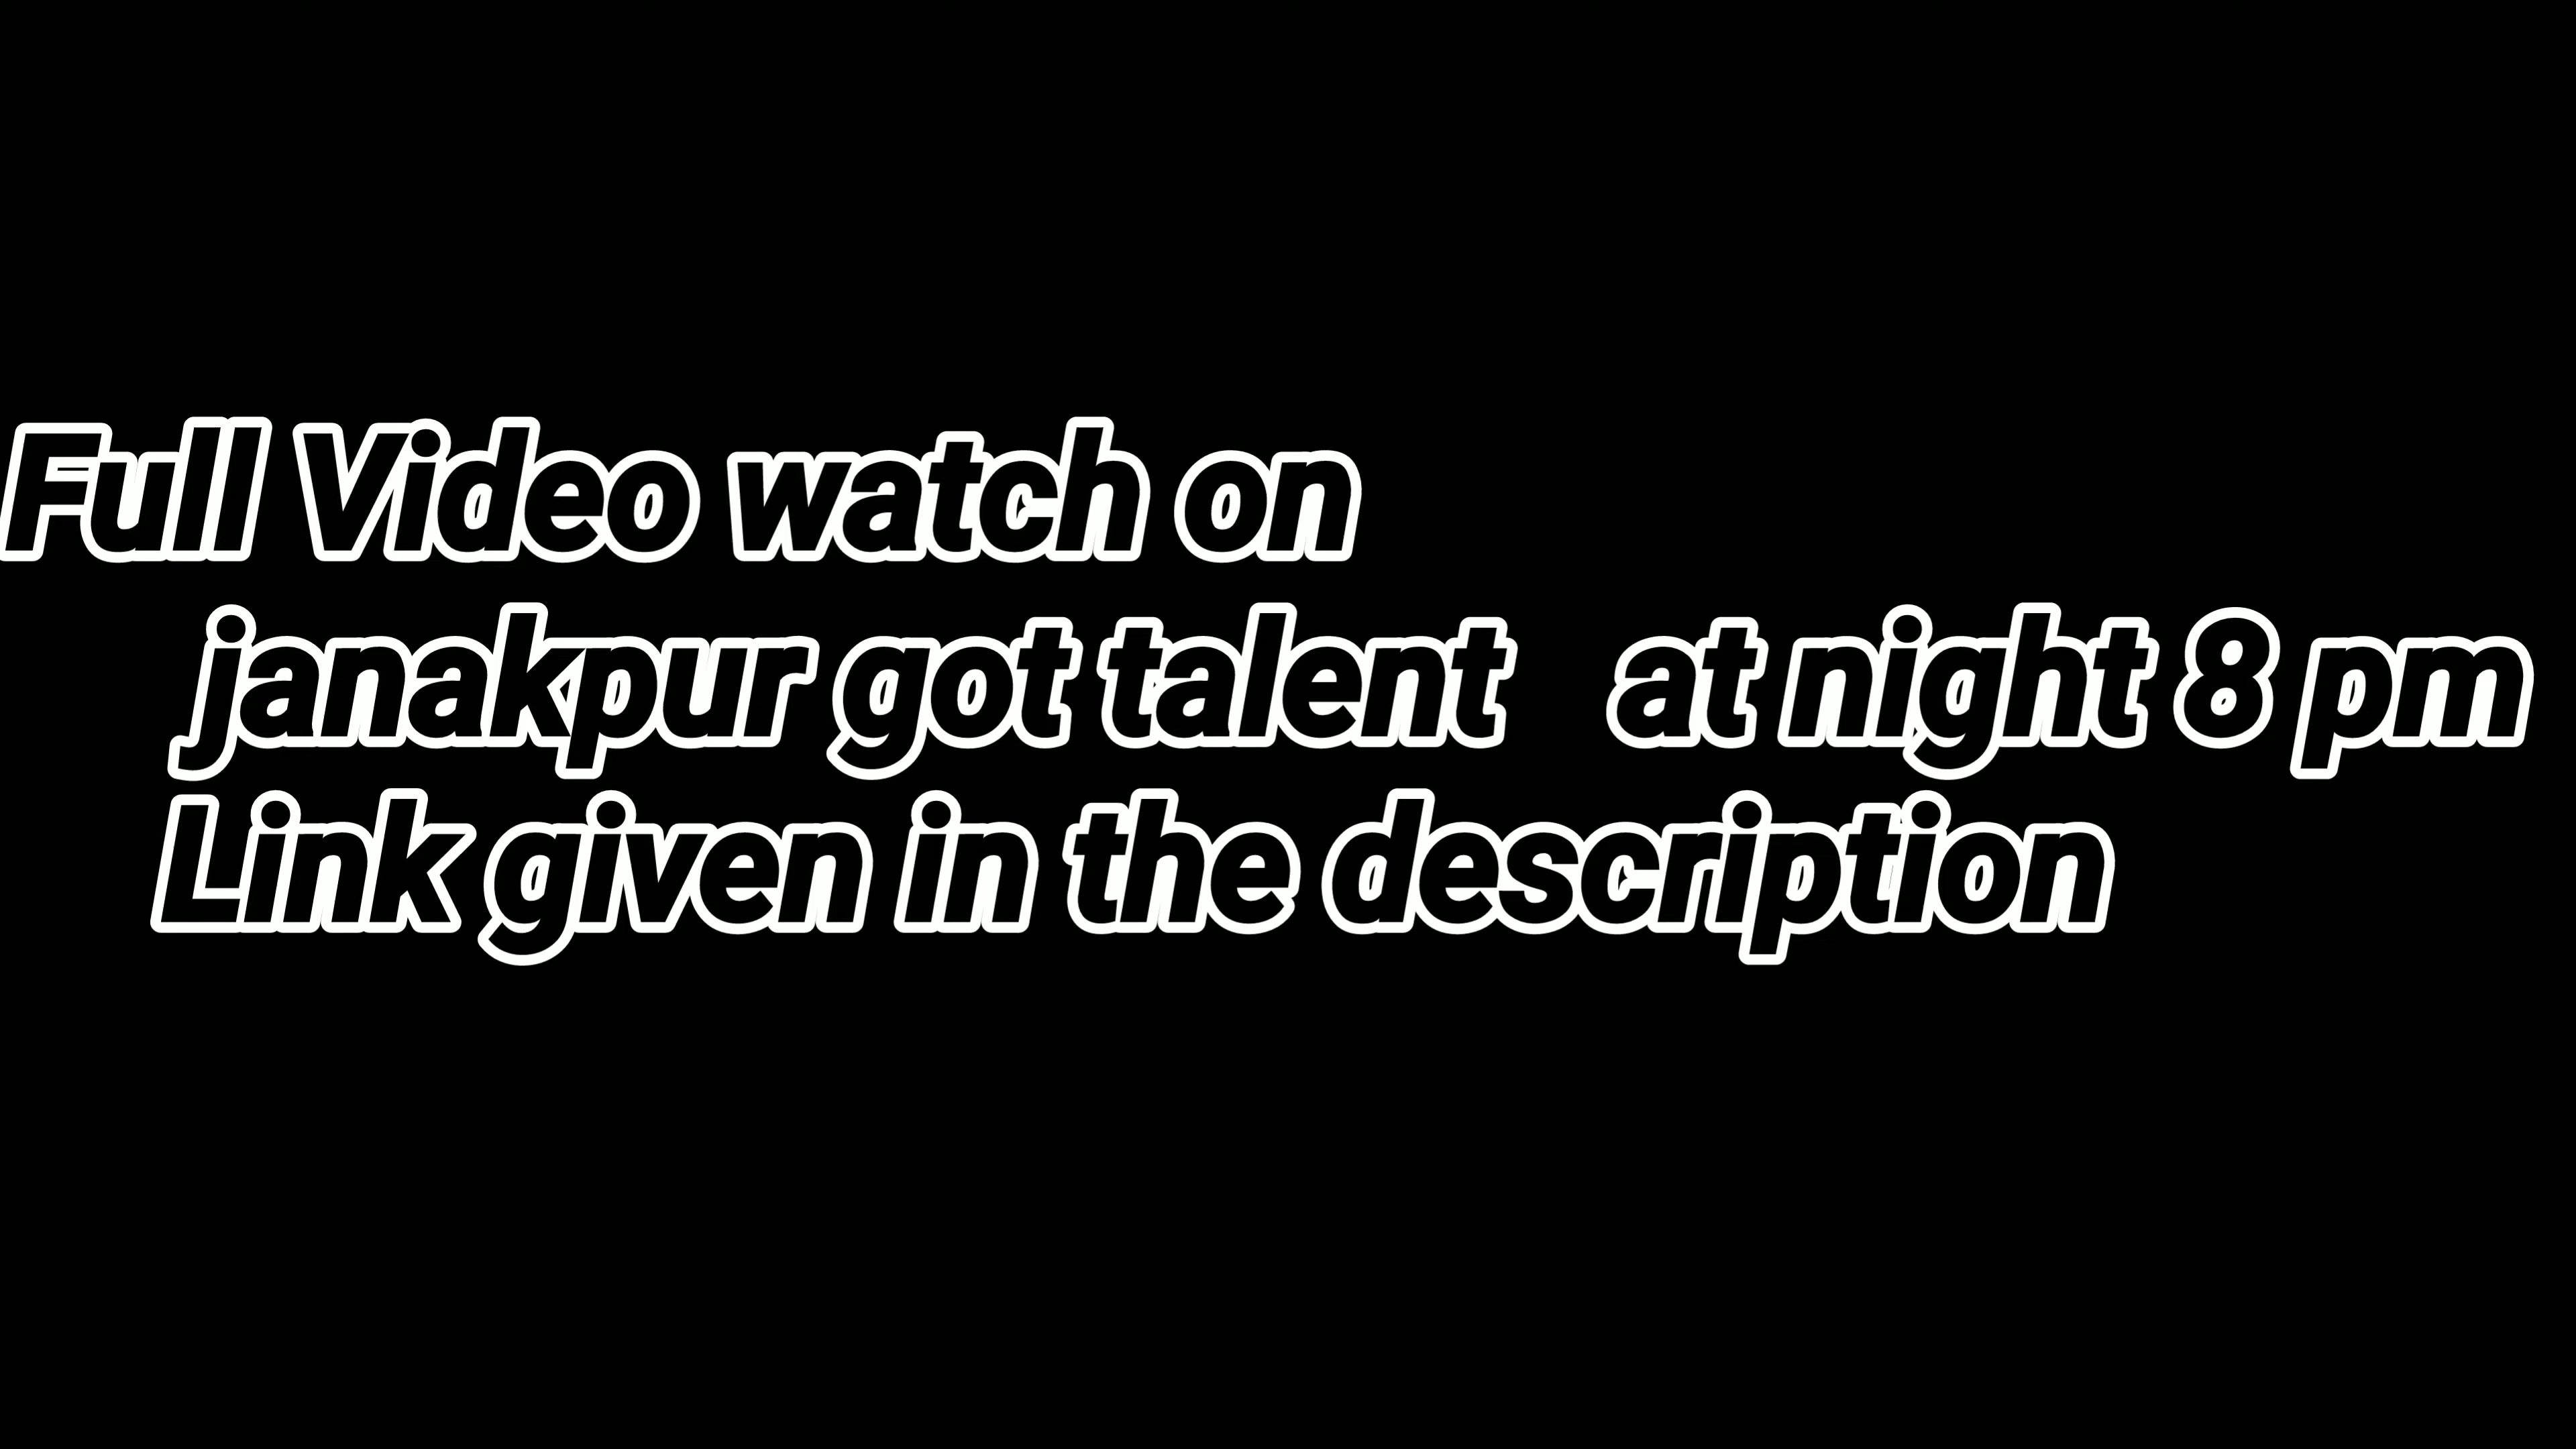 Full Video watch on
janakpur got talent at night 8 pm
Link given in the description